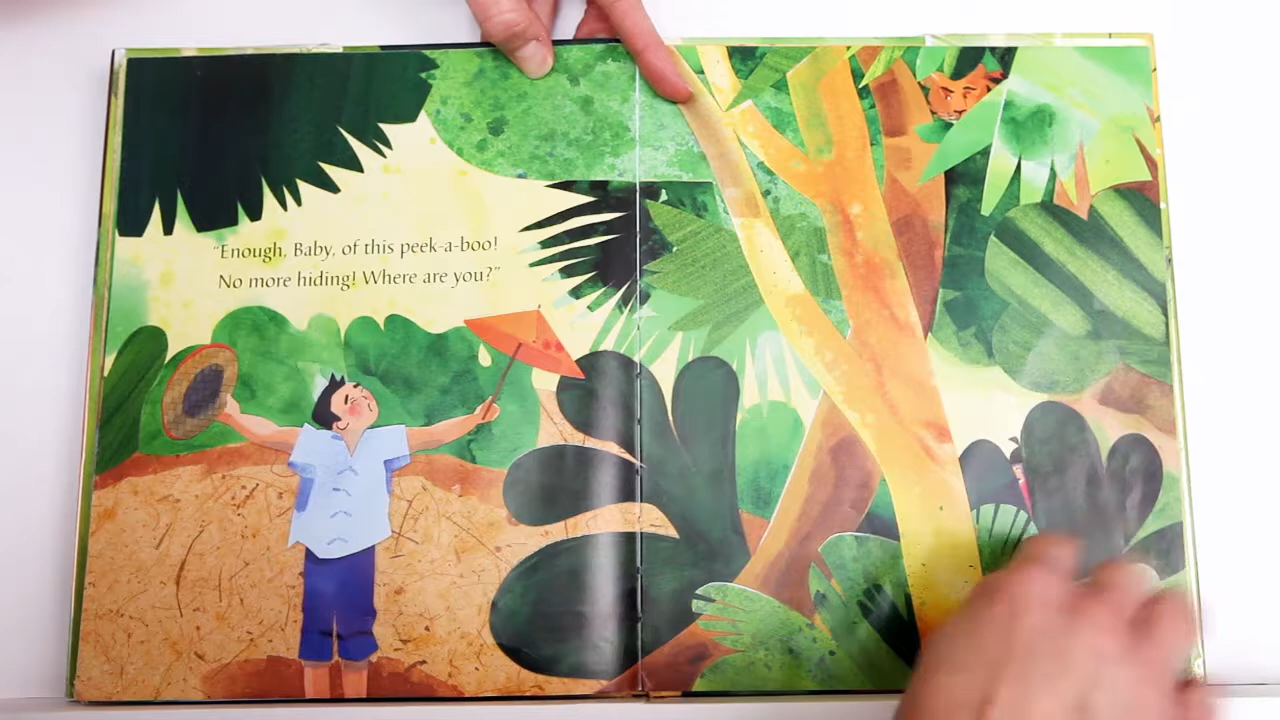 “Enough, Baby, of this peek-a-boo!
No more hiding! Where are you?”